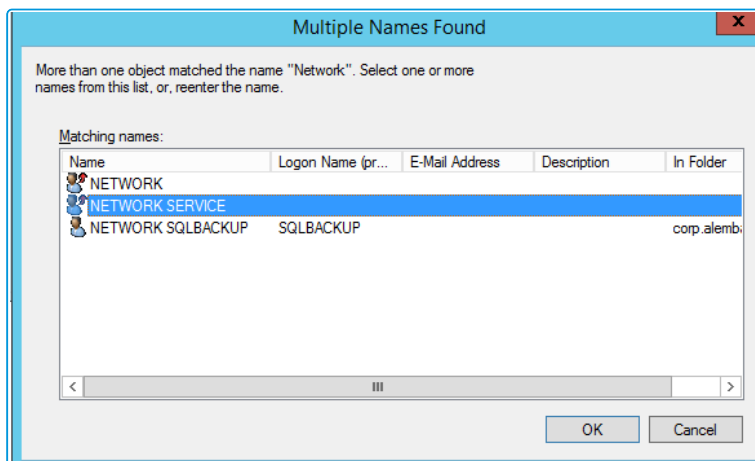 Multiple Names Found
X
More than one object matched the name "Network". Select one or more
names from this list, or, reenter the name.
Matching names:
Name Logon Name (pr... E-Mail Address Description In Folder
NETWORK
NETWORK SERVICE
NETWORK SQLBACKUP SQLBACKUP corp.alemb
OK Cancel